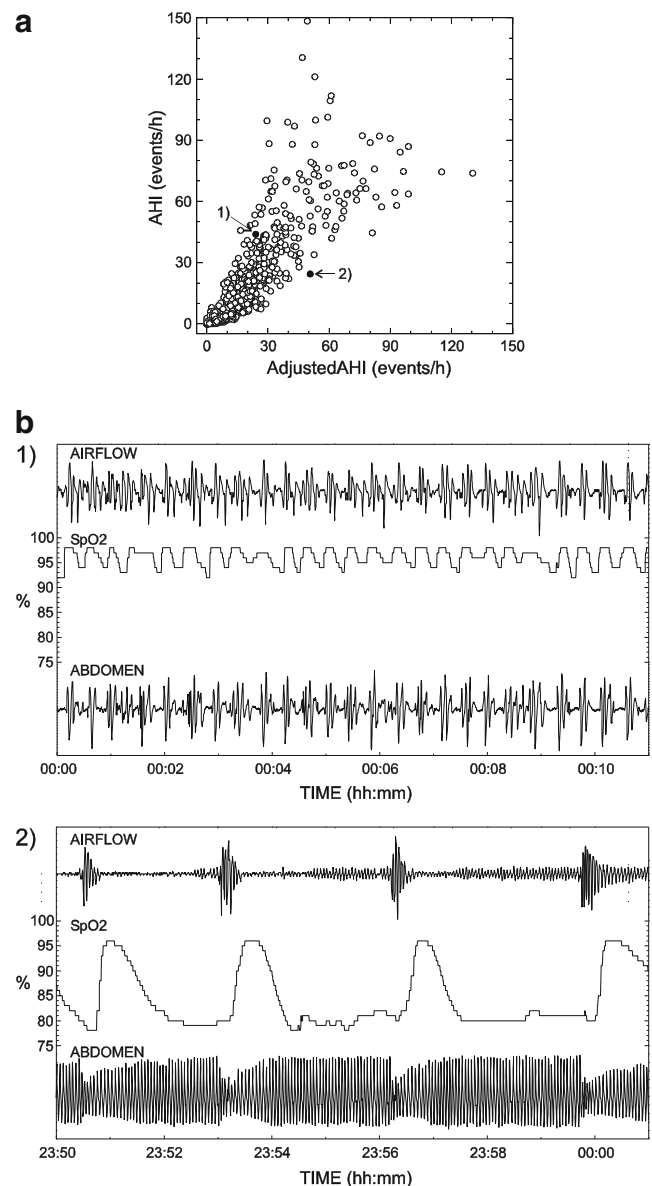 a
150
120
90
60
30
0
AHI (events/h)
1)
2)
0 30 60 90 120 150
AdjustedAHI (events/h)
b
1)
AIRFLOW
SpO2
100
95
90
85
80
75
%
ABDOMEN
00:00 00:02 00:04 00:06 00:08 00:10
TIME (hh:mm)
2)
AIRFLOW
SpO2
100
95
90
85
80
75
%
ABDOMEN
23:50 23:52 23:54 23:56 23:58 00:00
TIME (hh:mm)